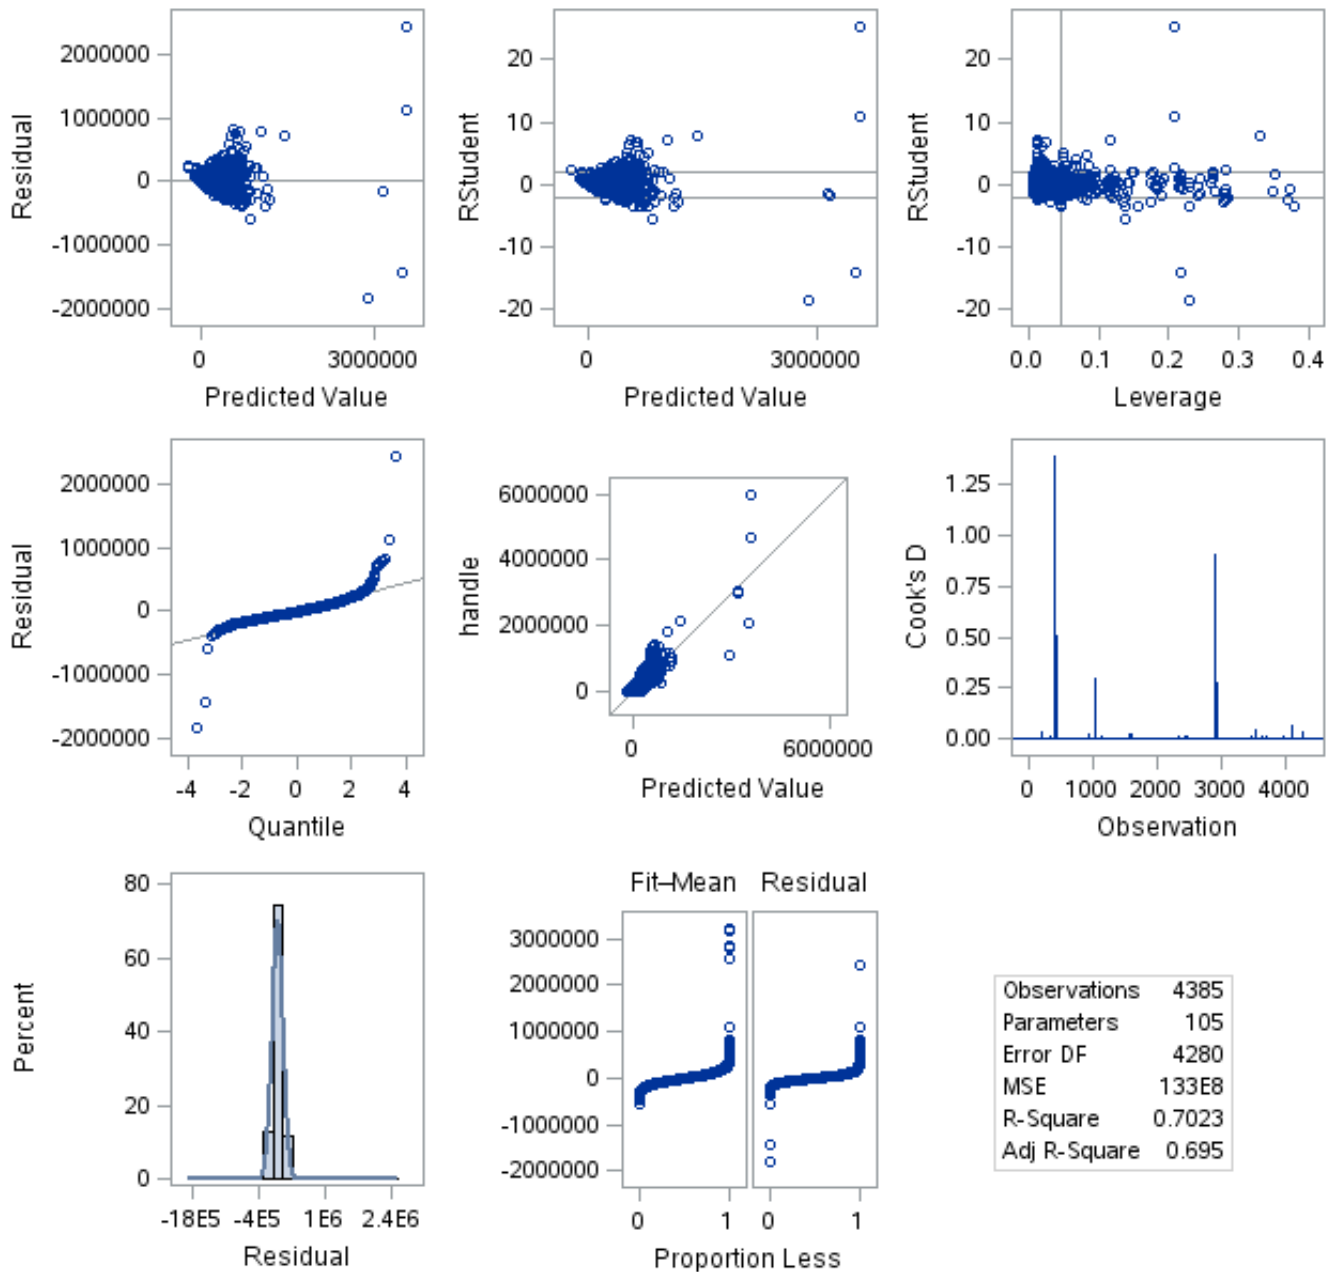 Residual
2000000
1000000
0
-1000000
-2000000
0 3000000
Predicted Value
RStudent
20
10
0
-10
-20
0 3000000
Predicted Value
RStudent
20
10
0
-10
-20
0.0 0.1 0.2 0.3 0.4
Leverage
Residual
2000000
1000000
0
-1000000
-2000000
-4 -2 0 2 4
Quantile
handle
6000000
4000000
2000000
0
0 6000000
Predicted Value
Cook's D
1.25
1.00
0.75
0.50
0.25
0.00
0 1000 2000 3000 4000
Observation
Percent
80
60
40
20
0
-18E5 -4E5 1E6 2.4E6
Residual
Fit–Mean Residual
3000000
2000000
1000000
0
-1000000
-2000000
0 1 0 1
Proportion Less
Observations 4385
Parameters 105
Error DF 4280
MSE 133E8
R-Square 0.7023
Adj R-Square 0.695